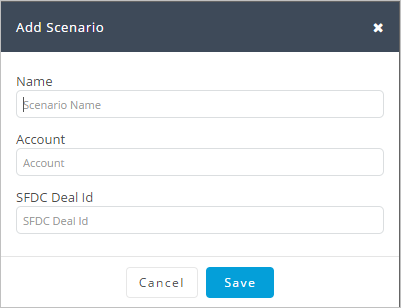 Add Scenario ✖
Name
Scenario Name
Account
Account
SFDC Deal Id
SFDC Deal Id
Cancel Save